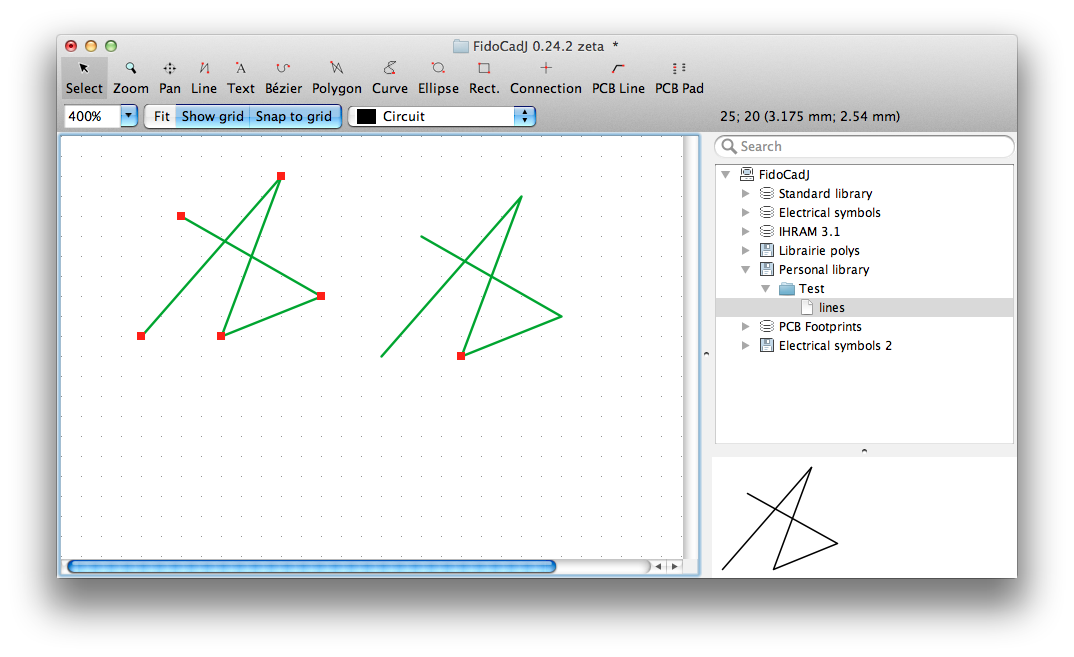 FidoCadJ 0.24.2 zeta *
Select Zoom Pan Line Text Bézier Polygon Curve Ellipse Rect. Connection PCB Line PCB Pad
400% Fit Show grid Snap to grid Circuit 25; 20 (3.175 mm; 2.54 mm)
Search
FidoCadJ
Standard library
Electrical symbols
IHRAM 3.1
Librairie polys
Personal library
Test
lines
PCB Footprints
Electrical symbols 2